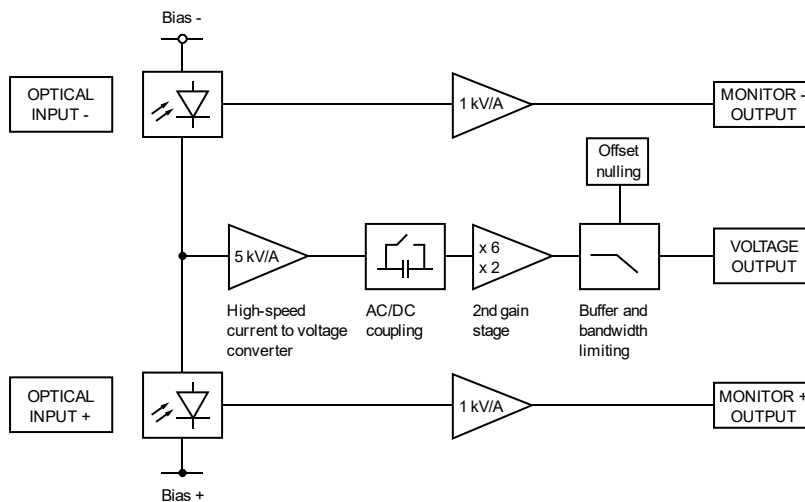 Bias -
OPTICAL
INPUT -
1 kV/A
MONITOR -
OUTPUT
Offset
nulling
5 kV/A
x 6
x 2
VOLTAGE
OUTPUT
High-speed
current to voltage
converter
AC/DC
coupling
2nd gain
stage
Buffer and
bandwidth
limiting
OPTICAL
INPUT +
1 kV/A
MONITOR +
OUTPUT
Bias +